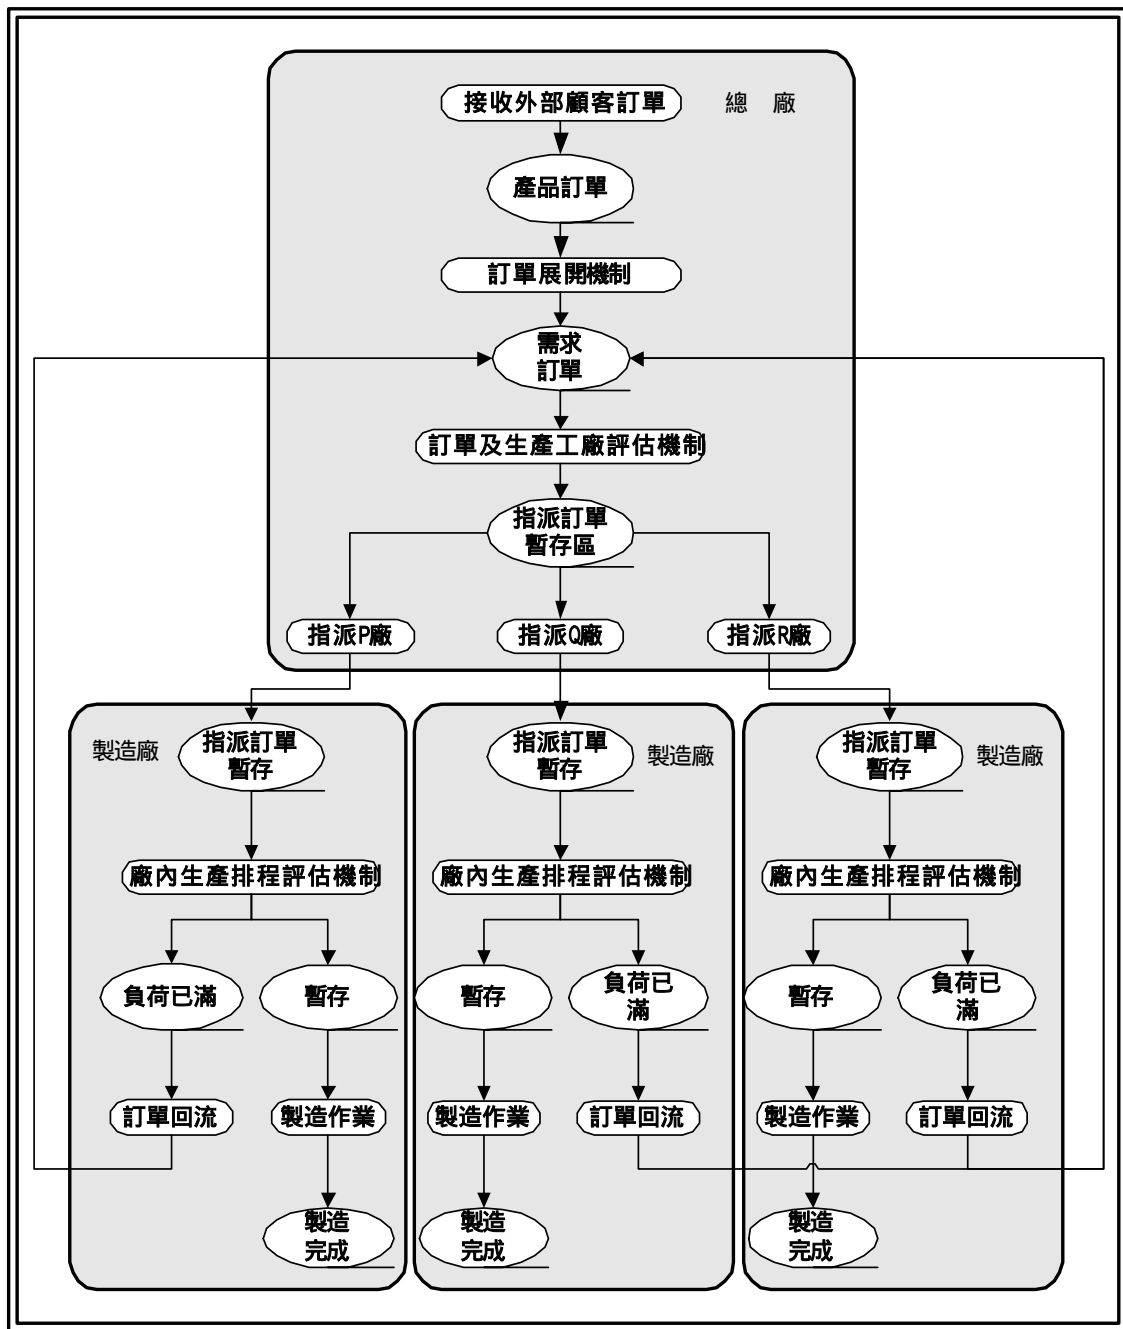 接收外部顧客訂單
總 廠
產品訂單
訂單展開機制
需求
訂單
訂單及生產工廠評估機制
指派訂單
暫存區
指派P廠
指派Q廠
指派R廠
製造廠
指派訂單
暫存
廠內生產排程評估機制
負荷已滿
暫存
訂單回流
製造作業
製造
完成
指派訂單
暫存
製造廠
廠內生產排程評估機制
暫存
負荷已
滿
製造作業
訂單回流
製造
完成
指派訂單
暫存
製造廠
廠內生產排程評估機制
暫存
負荷已
滿
製造作業
訂單回流
製造
完成